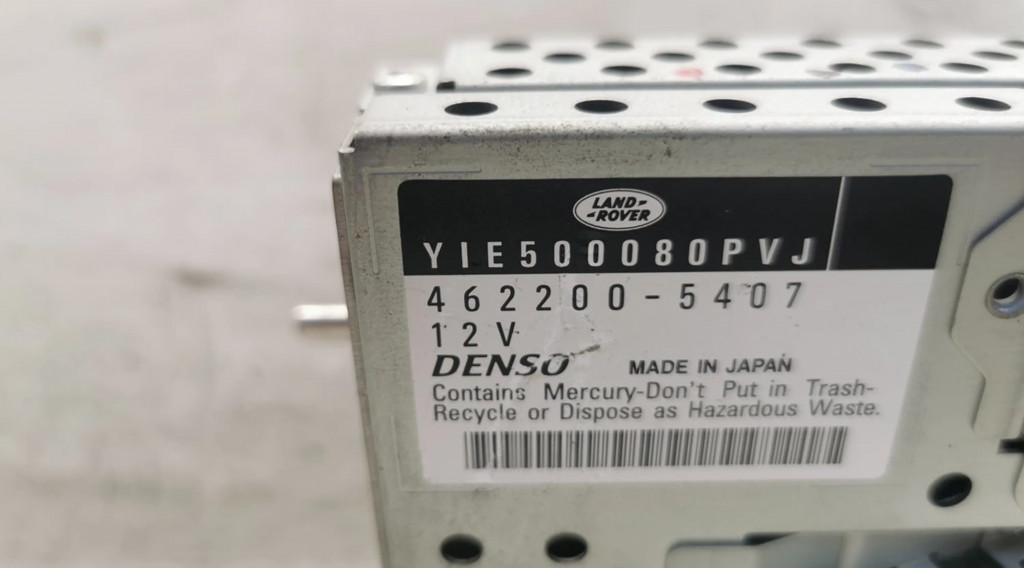 LAND-
-ROVER
YIE500080PVJ
462200-5407
12V
DENSO MADE IN JAPAN
Contains Mercury-Don't Put in Trash-
Recycle or Dispose as Hazardous Waste.